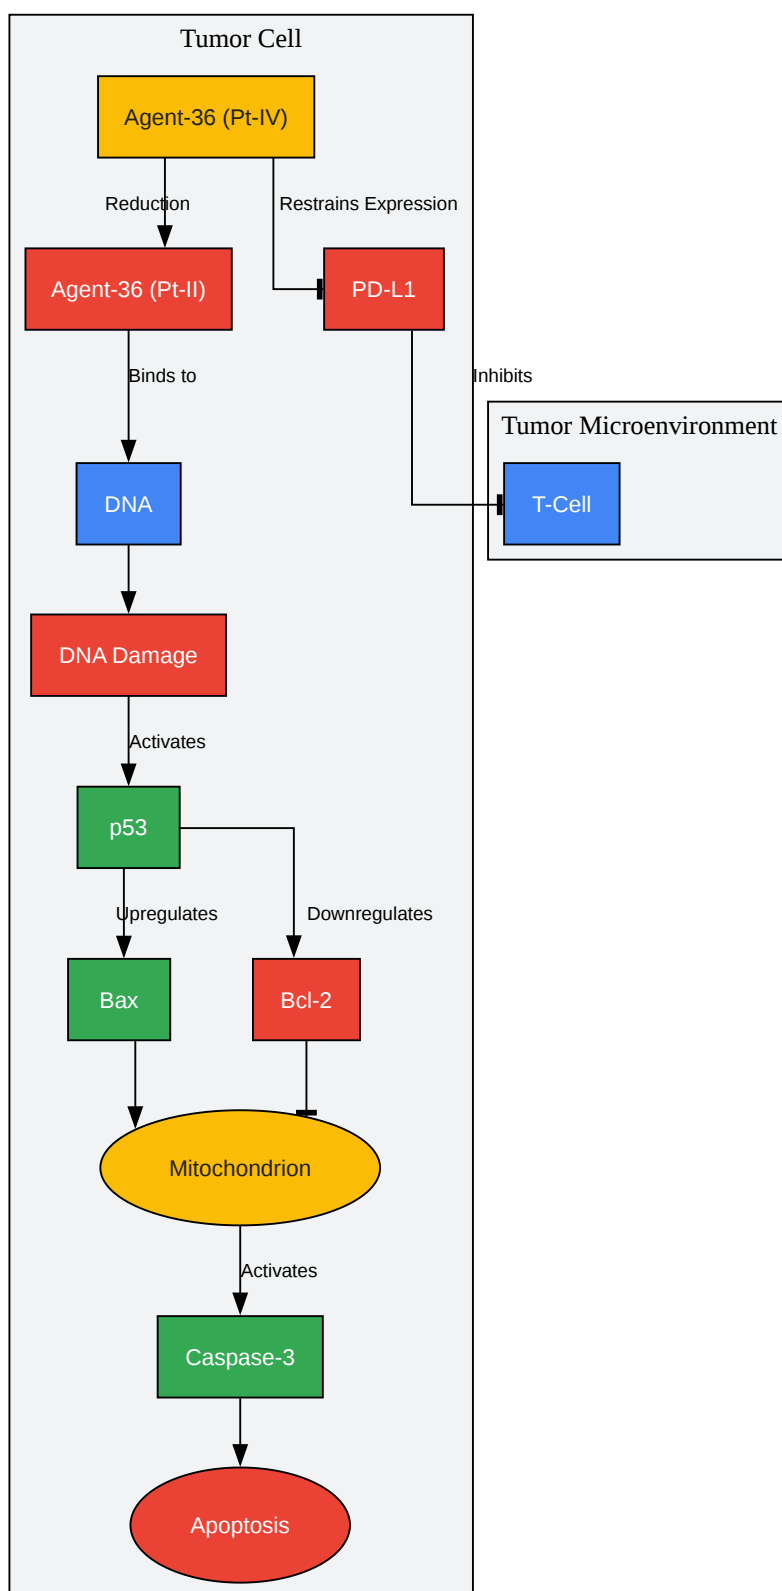 Tumor Cell
Agent-36 (Pt-IV)
Reduction
Restrains Expression
Agent-36 (Pt-II)
PD-L1
Binds to
Inhibits
Tumor Microenvironment
DNA
T-Cell
DNA Damage
Activates
p53
Upregulates
Downregulates
Bax
Bcl-2
Mitochondrion
Activates
Caspase-3
Apoptosis